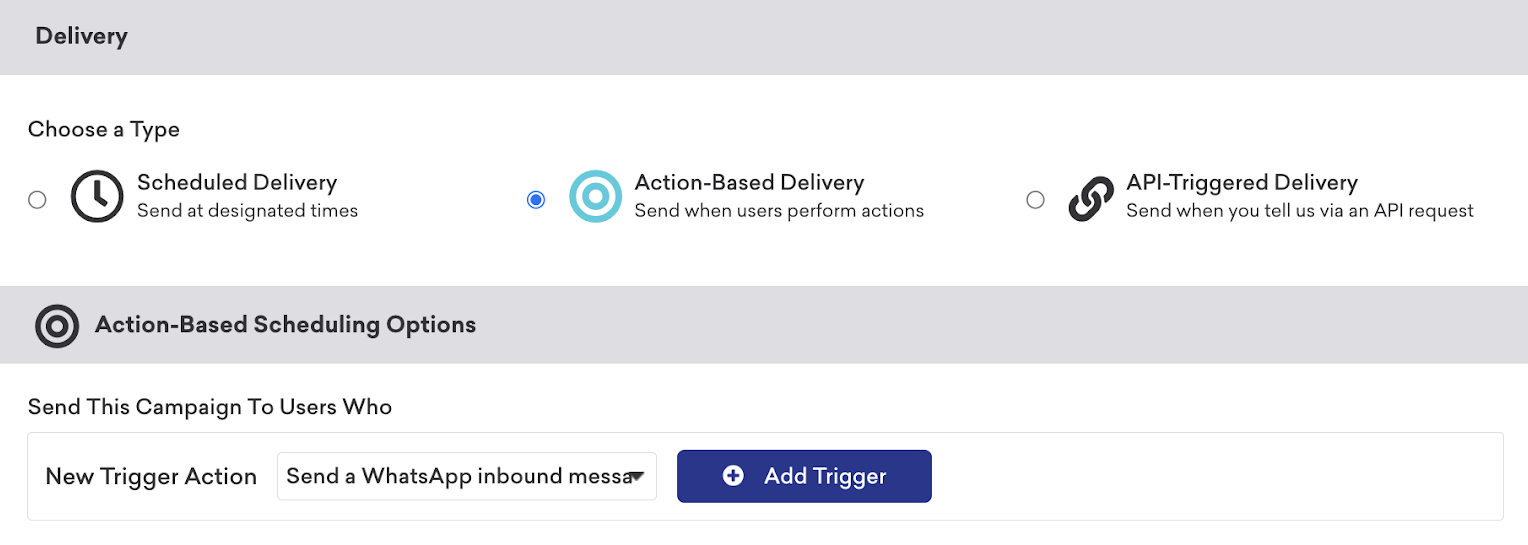 Delivery
Choose a Type
Scheduled Delivery
Send at designated times
Action-Based Delivery
Send when users perform actions
API-Triggered Delivery
Send when you tell us via an API request
Action-Based Scheduling Options
Send This Campaign To Users Who
New Trigger Action
Send a WhatsApp inbound messa
Add Trigger